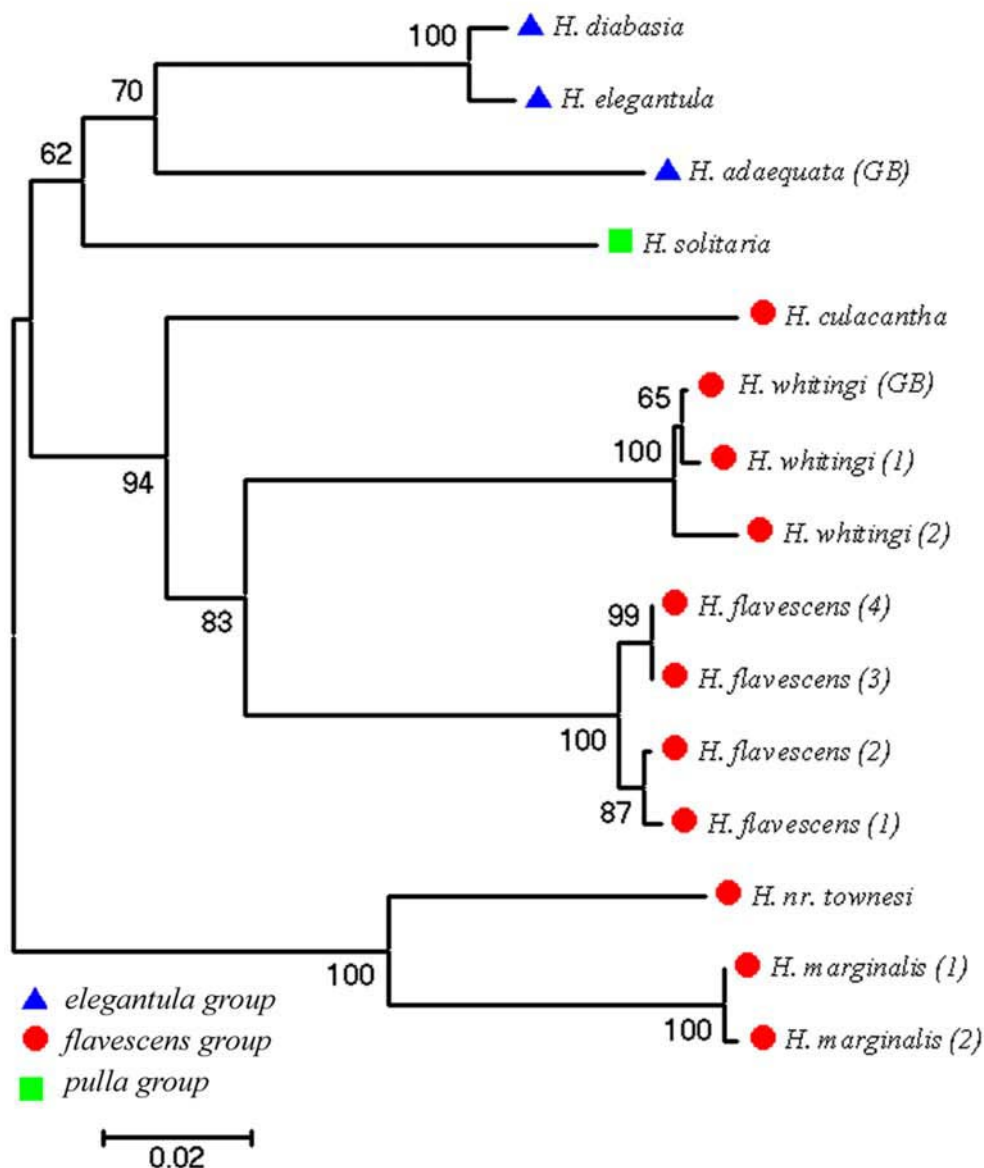 100
H. diabasia
H. elegantula
70
62
H. adaequata (GB)
H. solitaria
H. culacantha
H. whitingi (GB)
65
100
H. whitingi (1)
94
H. whitingi (2)
H. flavescens (4)
99
83
H. flavescens (3)
100
H. flavescens (2)
87
H. flavescens (1)
H. nr. townesi
100
H. marginalis (1)
100
H. marginalis (2)
elegantula group
flavescens group
pulla group
0.02